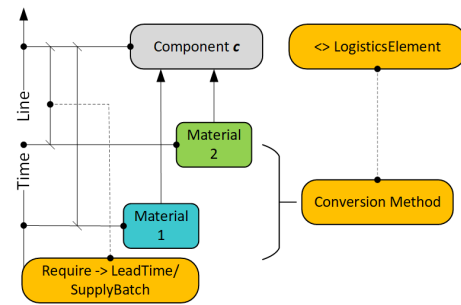 Component c
<> LogisticsElement
Time Line
Material
2
Conversion Method
Material
1
Require -> LeadTime/
SupplyBatch